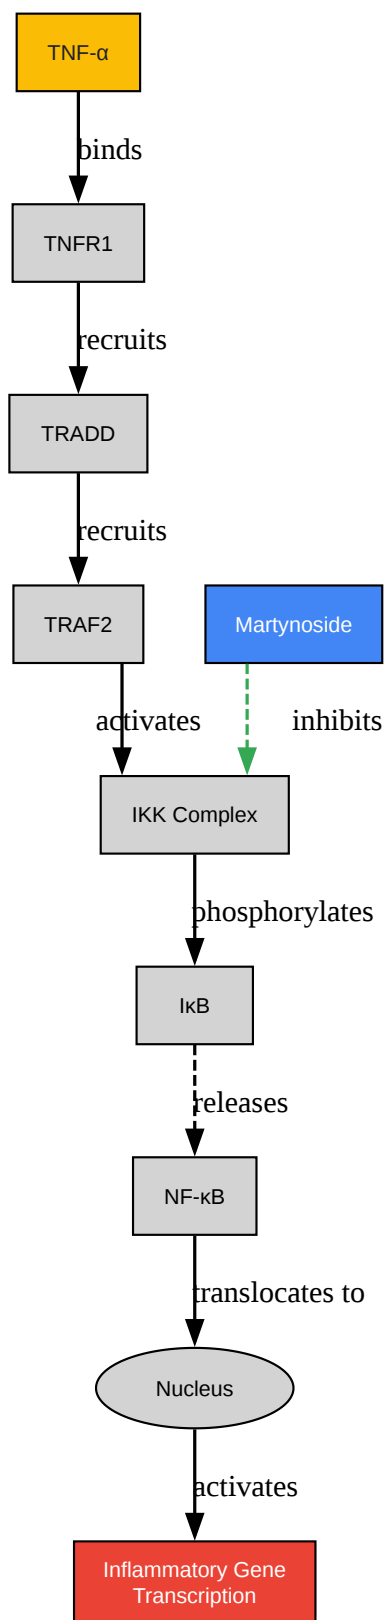 TNF-α
binds
TNFR1
recruits
TRADD
recruits
TRAF2
Martynoside
activates
inhibits
IKK Complex
phosphorylates
IκB
releases
NF-κB
translocates to
Nucleus
activates
Inflammatory Gene
Transcription